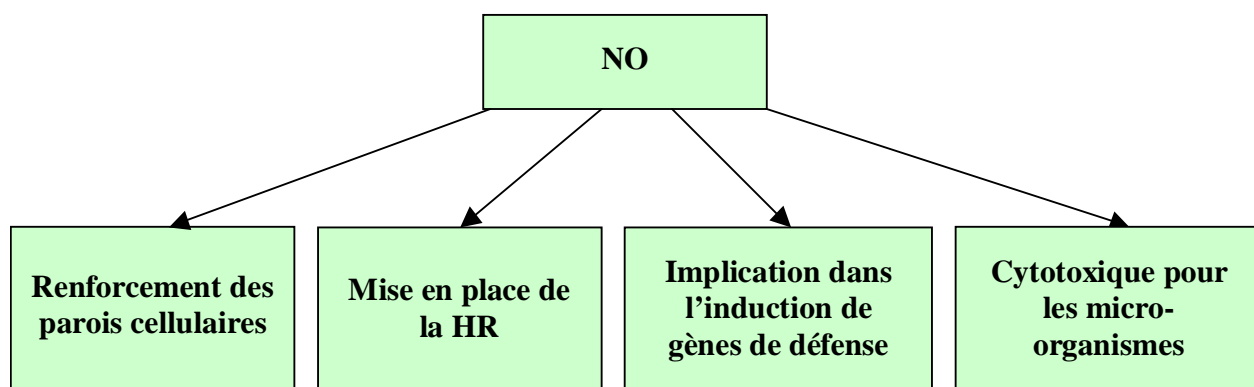 NO
Renforcement des
parois cellulaires
Mise en place de
la HR
Implication dans
l’induction de
gènes de défense
Cytotoxique pour
les micro-
organismes